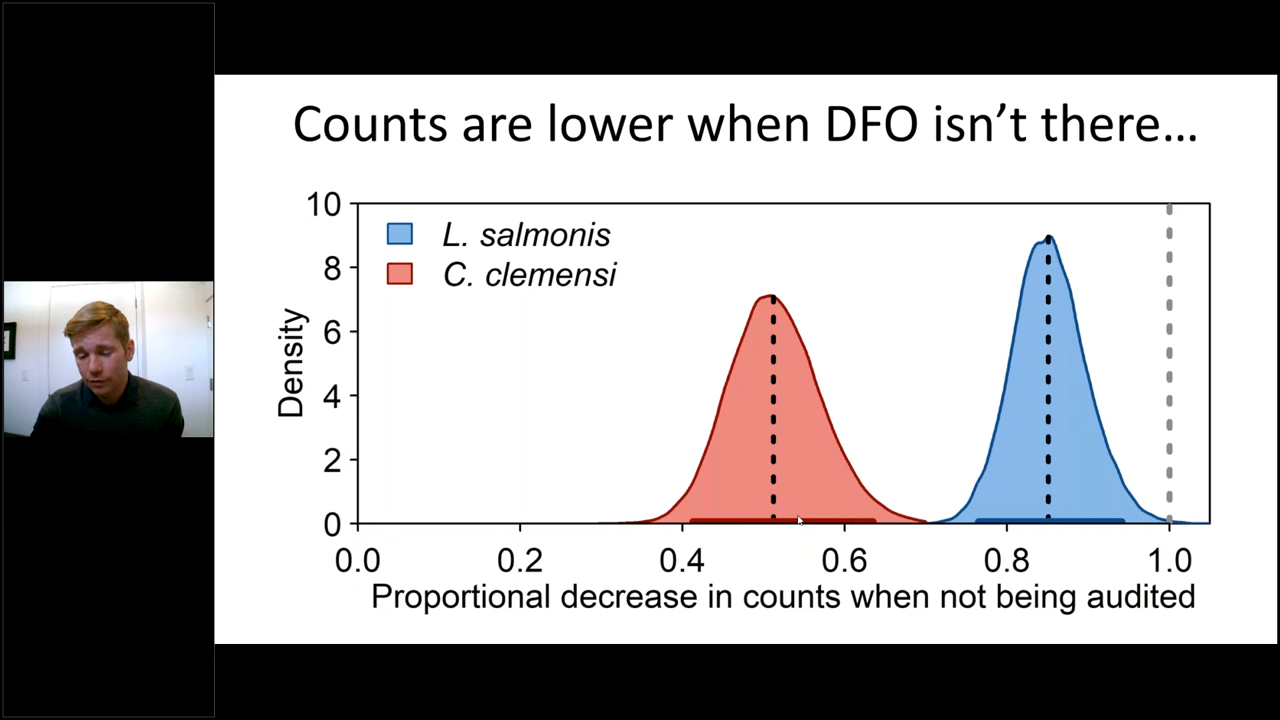 Counts are lower when DFO isn't there...
10
8
6
4
2
0
Density
L. salmonis
C. clemensi
0.0 0.2 0.4 0.6 0.8 1.0
Proportional decrease in counts when not being audited